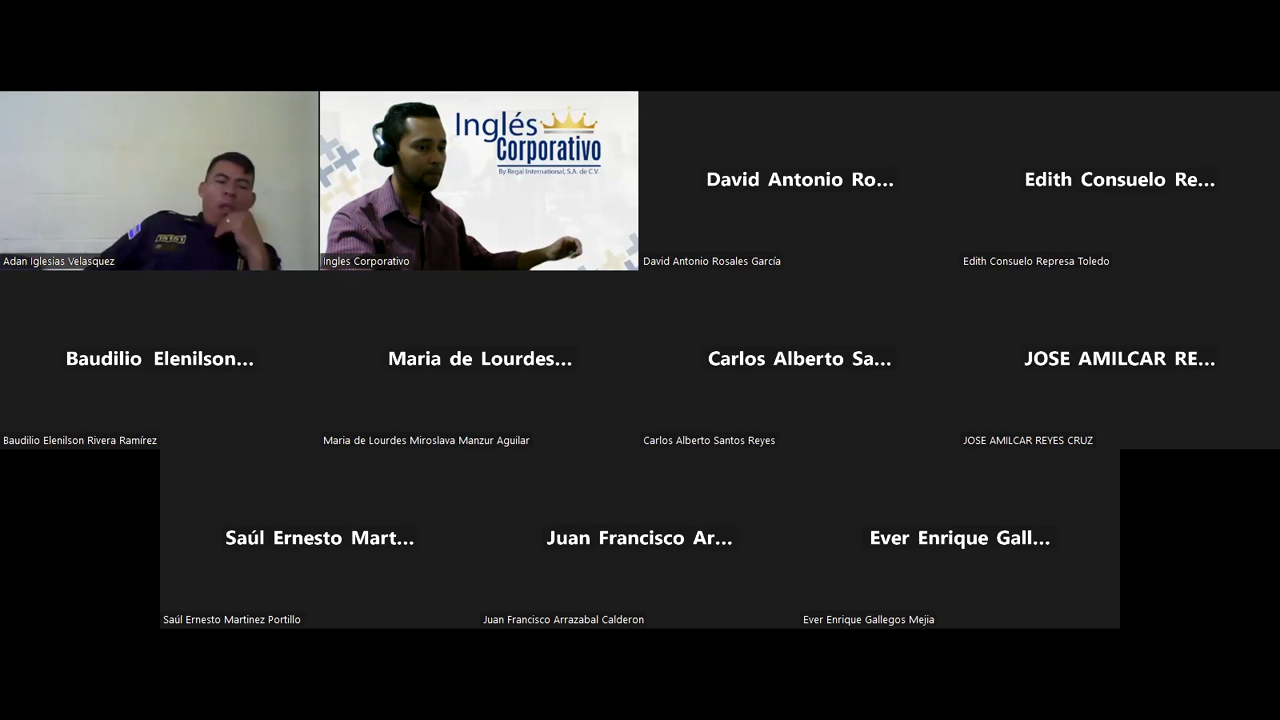 Adan Iglesias Velasquez
Inglés
Corporativo
By Regal International, S.A. de C.V.
Ingles Corporativo
David Antonio Ro...
David Antonio Rosales García
Edith Consuelo Re...
Edith Consuelo Represa Toledo
Baudilio Elenilson...
Baudilio Elenilson Rivera Ramírez
Maria de Lourdes...
Maria de Lourdes Miroslava Manzur Aguilar
Carlos Alberto Sa...
Carlos Alberto Santos Reyes
JOSE AMILCAR RE...
JOSE AMILCAR REYES CRUZ
Saúl Ernesto Mart...
Saúl Ernesto Martinez Portillo
Juan Francisco Ar...
Juan Francisco Arrazabal Calderon
Ever Enrique Gall...
Ever Enrique Gallegos Mejia